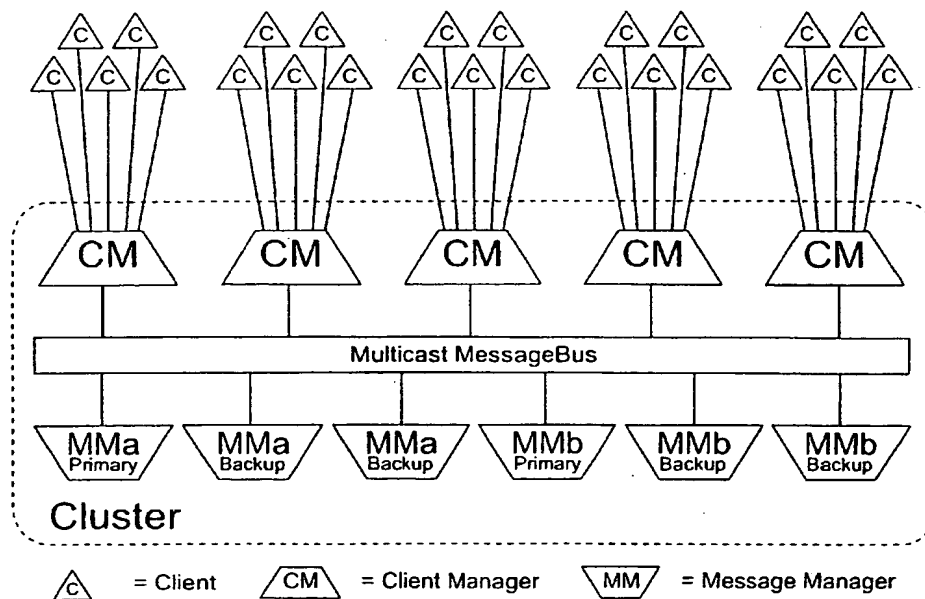 C C C C C C C C C C
C C C C C C C C C C C C C C C
CM CM CM CM CM
Multicast MessageBus
MMa MMa MMa MMb MMb MMb
Primary Backup Backup Primary Backup Backup
Cluster
C = Client CM = Client Manager MM = Message Manager